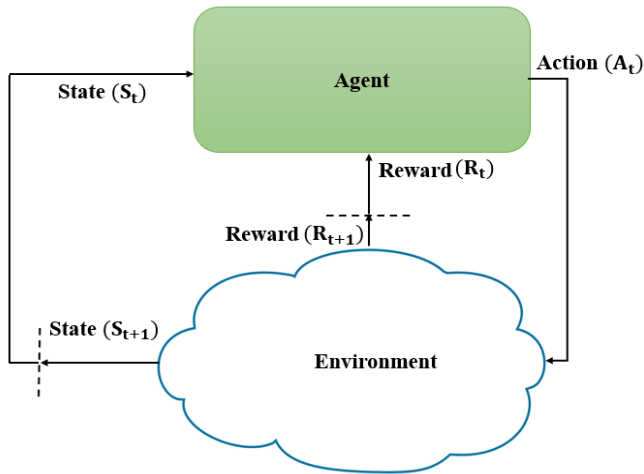 Agent
Action (Aₜ)
State (Sₜ)
Reward (Rₜ)
Reward (Rₜ₊₁)
State (Sₜ₊₁)
Environment